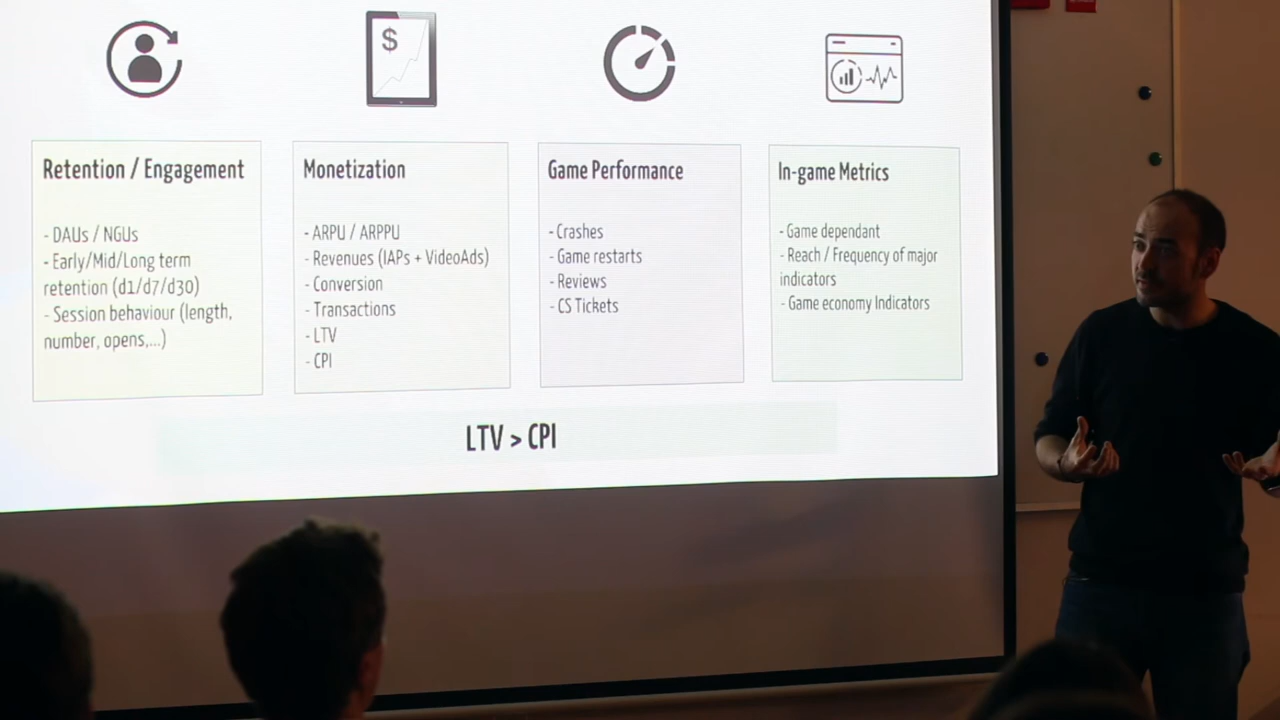 $
Retention / Engagement
- DAUs / NGUs
- Early/Mid/Long term
retention (d1/d7/d30)
- Session behaviour (length,
number, opens,...)
Monetization
- ARPU / ARPPU
- Revenues (IAPs + VideoAds)
- Conversion
- Transactions
- LTV
- CPI
Game Performance
- Crashes
- Game restarts
- Reviews
- CS Tickets
In-game Metrics
- Game dependant
- Reach / Frequency of major
indicators
- Game economy Indicators
LTV > CPI